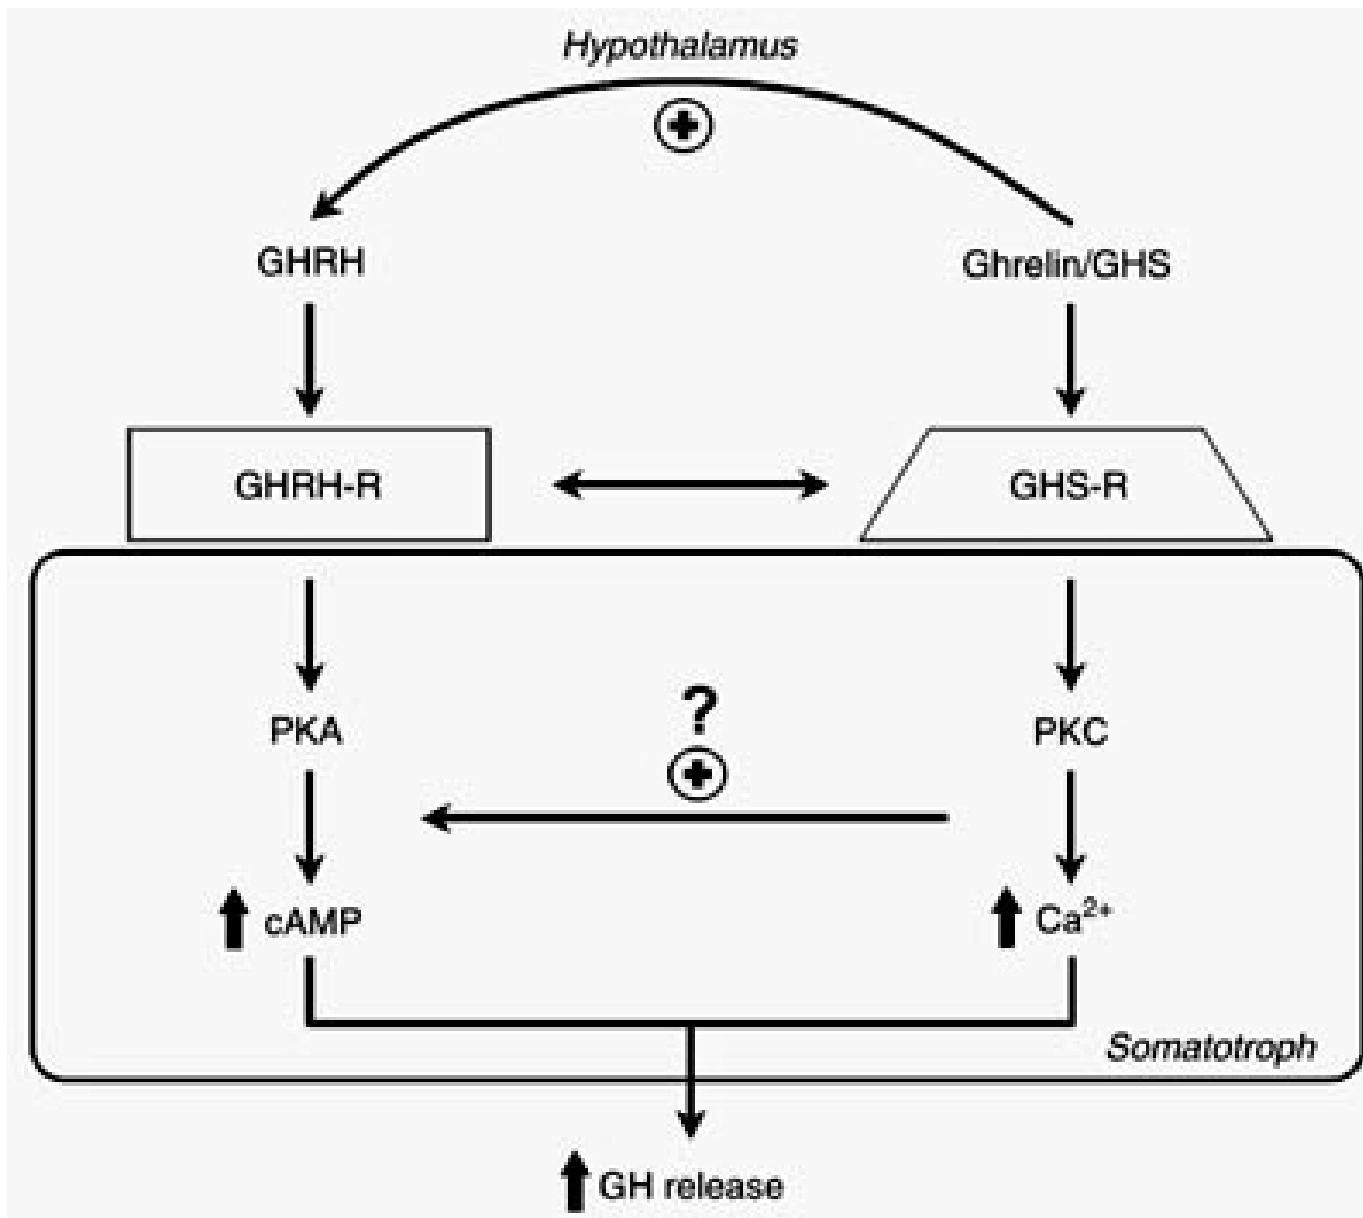 Hypothalamus
GHRH
Ghrelin/GHS
GHRH-R
GHS-R
PKA
?
PKC
cAMP
Ca²⁺
Somatotroph
GH release